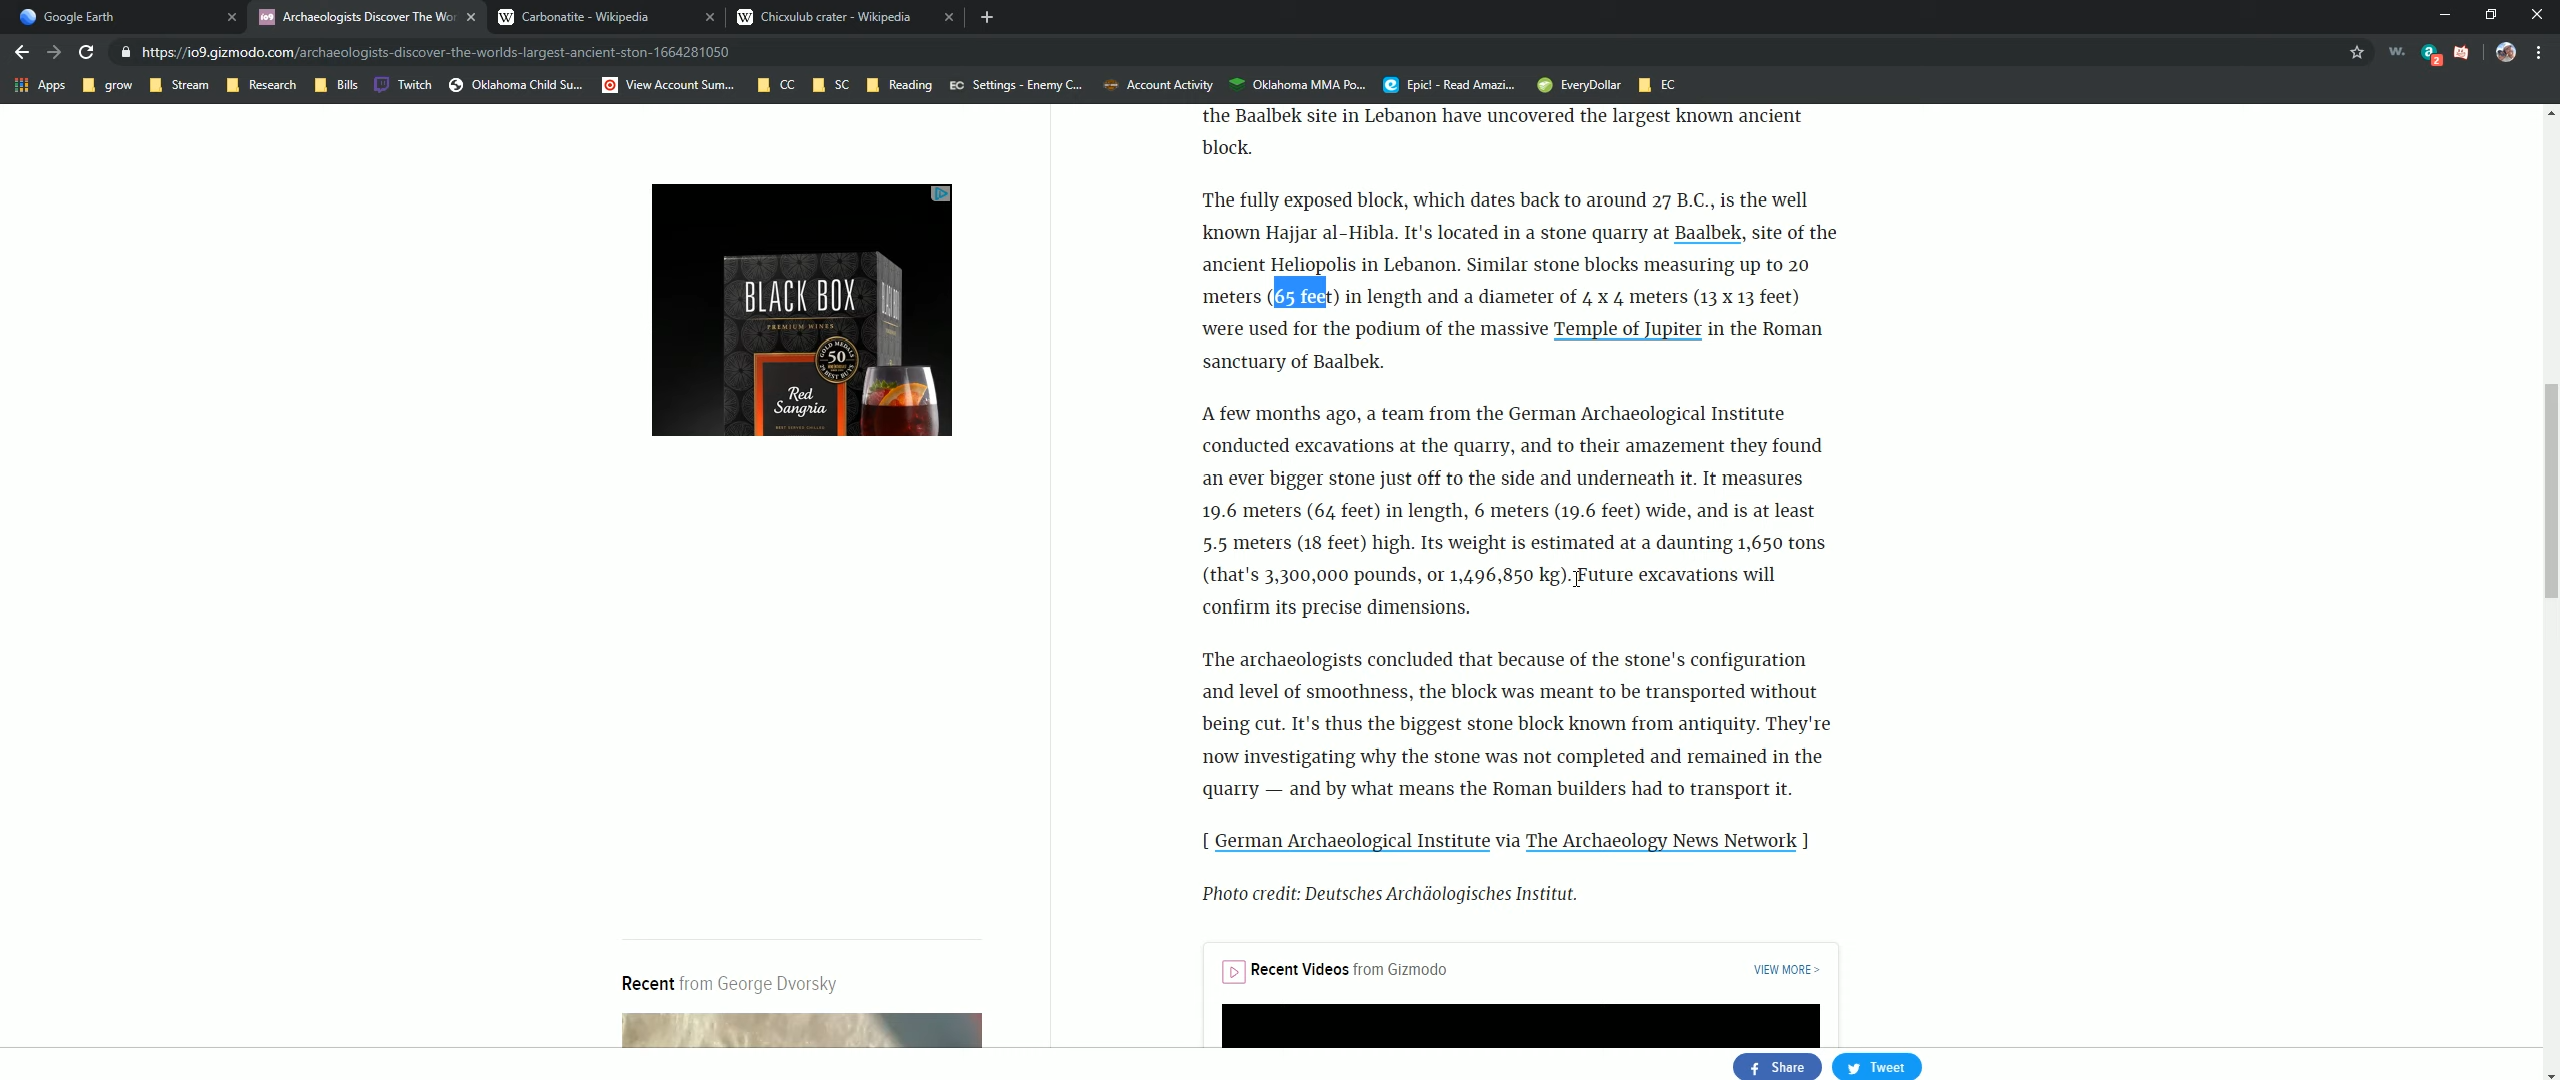 Google Earth
Archaeologists Discover The Wor
Carbonatite - Wikipedia
Chicxulub crater - Wikipedia
https://io9.gizmodo.com/archaeologists-discover-the-worlds-largest-ancient-ston-1664281050
Apps grow Stream Research Bills Twitch Oklahoma Child Su... View Account Sum... CC SC Reading EC Settings - Enemy C... Account Activity Oklahoma MMA Po... Epic! - Read Amazi... EveryDollar EC
the Baalbek site in Lebanon have uncovered the largest known ancient
block.
The fully exposed block, which dates back to around 27 B.C., is the well
known Hajjar al-Hibla. It's located in a stone quarry at Baalbek, site of the
ancient Heliopolis in Lebanon. Similar stone blocks measuring up to 20
meters (65 feet) in length and a diameter of 4 x 4 meters (13 x 13 feet)
were used for the podium of the massive Temple of Jupiter in the Roman
sanctuary of Baalbek.
A few months ago, a team from the German Archaeological Institute
conducted excavations at the quarry, and to their amazement they found
an ever bigger stone just off to the side and underneath it. It measures
19.6 meters (64 feet) in length, 6 meters (19.6 feet) wide, and is at least
5.5 meters (18 feet) high. Its weight is estimated at a daunting 1,650 tons
(that's 3,300,000 pounds, or 1,496,850 kg). Future excavations will
confirm its precise dimensions.
The archaeologists concluded that because of the stone's configuration
and level of smoothness, the block was meant to be transported without
being cut. It's thus the biggest stone block known from antiquity. They're
now investigating why the stone was not completed and remained in the
quarry — and by what means the Roman builders had to transport it.
[ German Archaeological Institute via The Archaeology News Network ]
Photo credit: Deutsches Archäologisches Institut.
BLACK BOX
PREMIUM WINES
GOLD MEDALS
50
Red
Sangria
Recent from George Dvorsky
Recent Videos from Gizmodo
VIEW MORE >
Share
Tweet